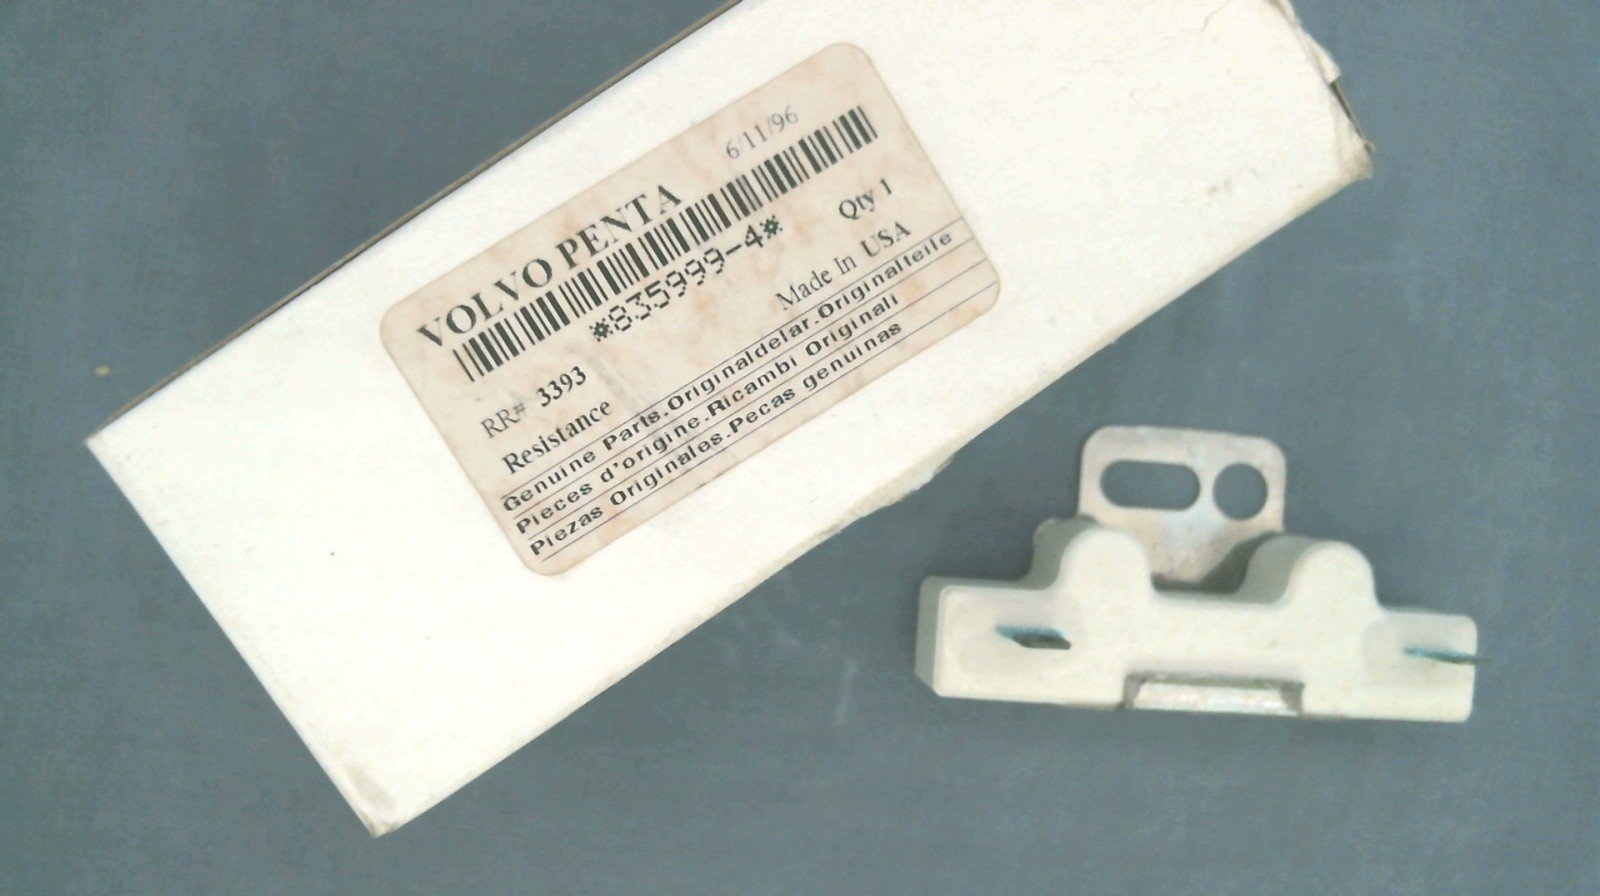 6/11/96
VOLVO PENTA
*835999-4*
Qty 1
RR# 3393
Made In USA
Resistance
Genuine Parts.Originaldelar.Originalteile
Pieces d'origine.Ricambi Originali
Piezas Originales.Pecas genuinas